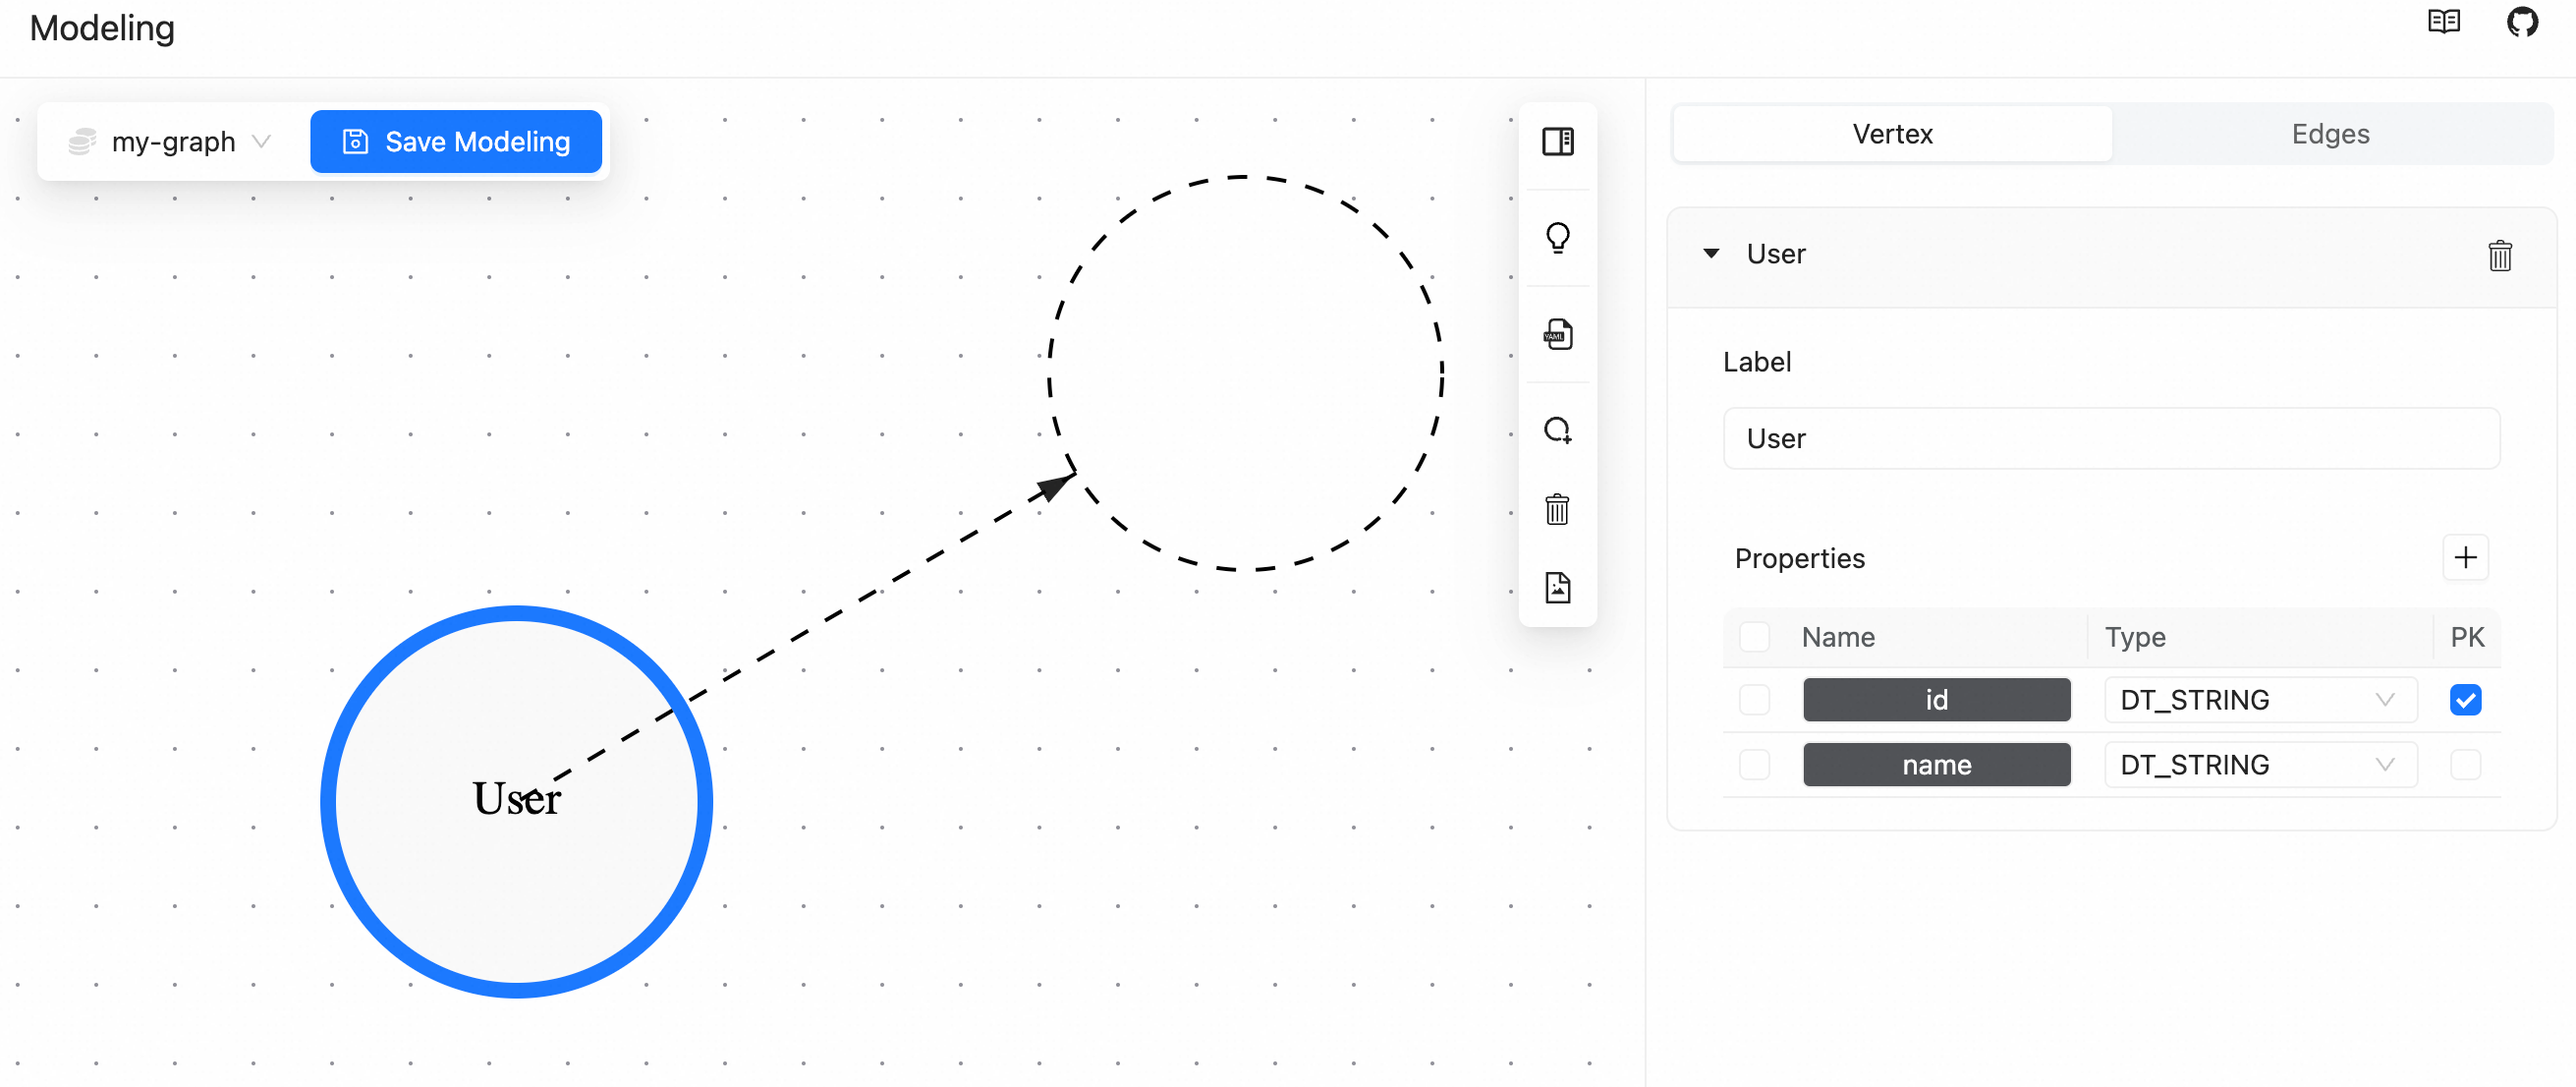 Modeling
my-graph
Save Modeling
Vertex
Edges
User
Label
User
Properties
Name Type PK
id DT_STRING
name DT_STRING
User
YAML